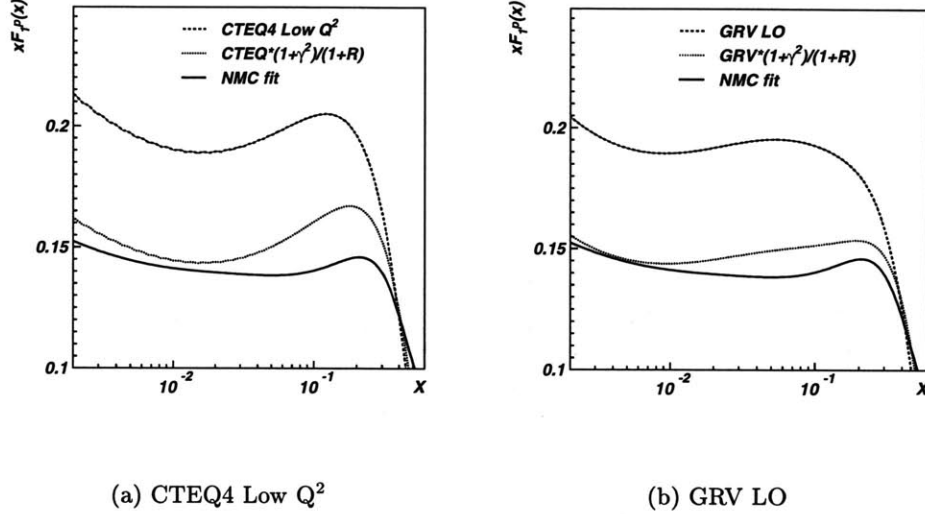 xF₁ᵖ(x)
CTEQ4 Low Q²
CTEQ*(1+γ²)/(1+R)
NMC fit
0.2
0.15
0.1
10⁻²
10⁻¹
X
(a) CTEQ4 Low Q²
xF₁ᵖ(x)
GRV LO
GRV*(1+γ²)/(1+R)
NMC fit
0.2
0.15
0.1
10⁻²
10⁻¹
X
(b) GRV LO